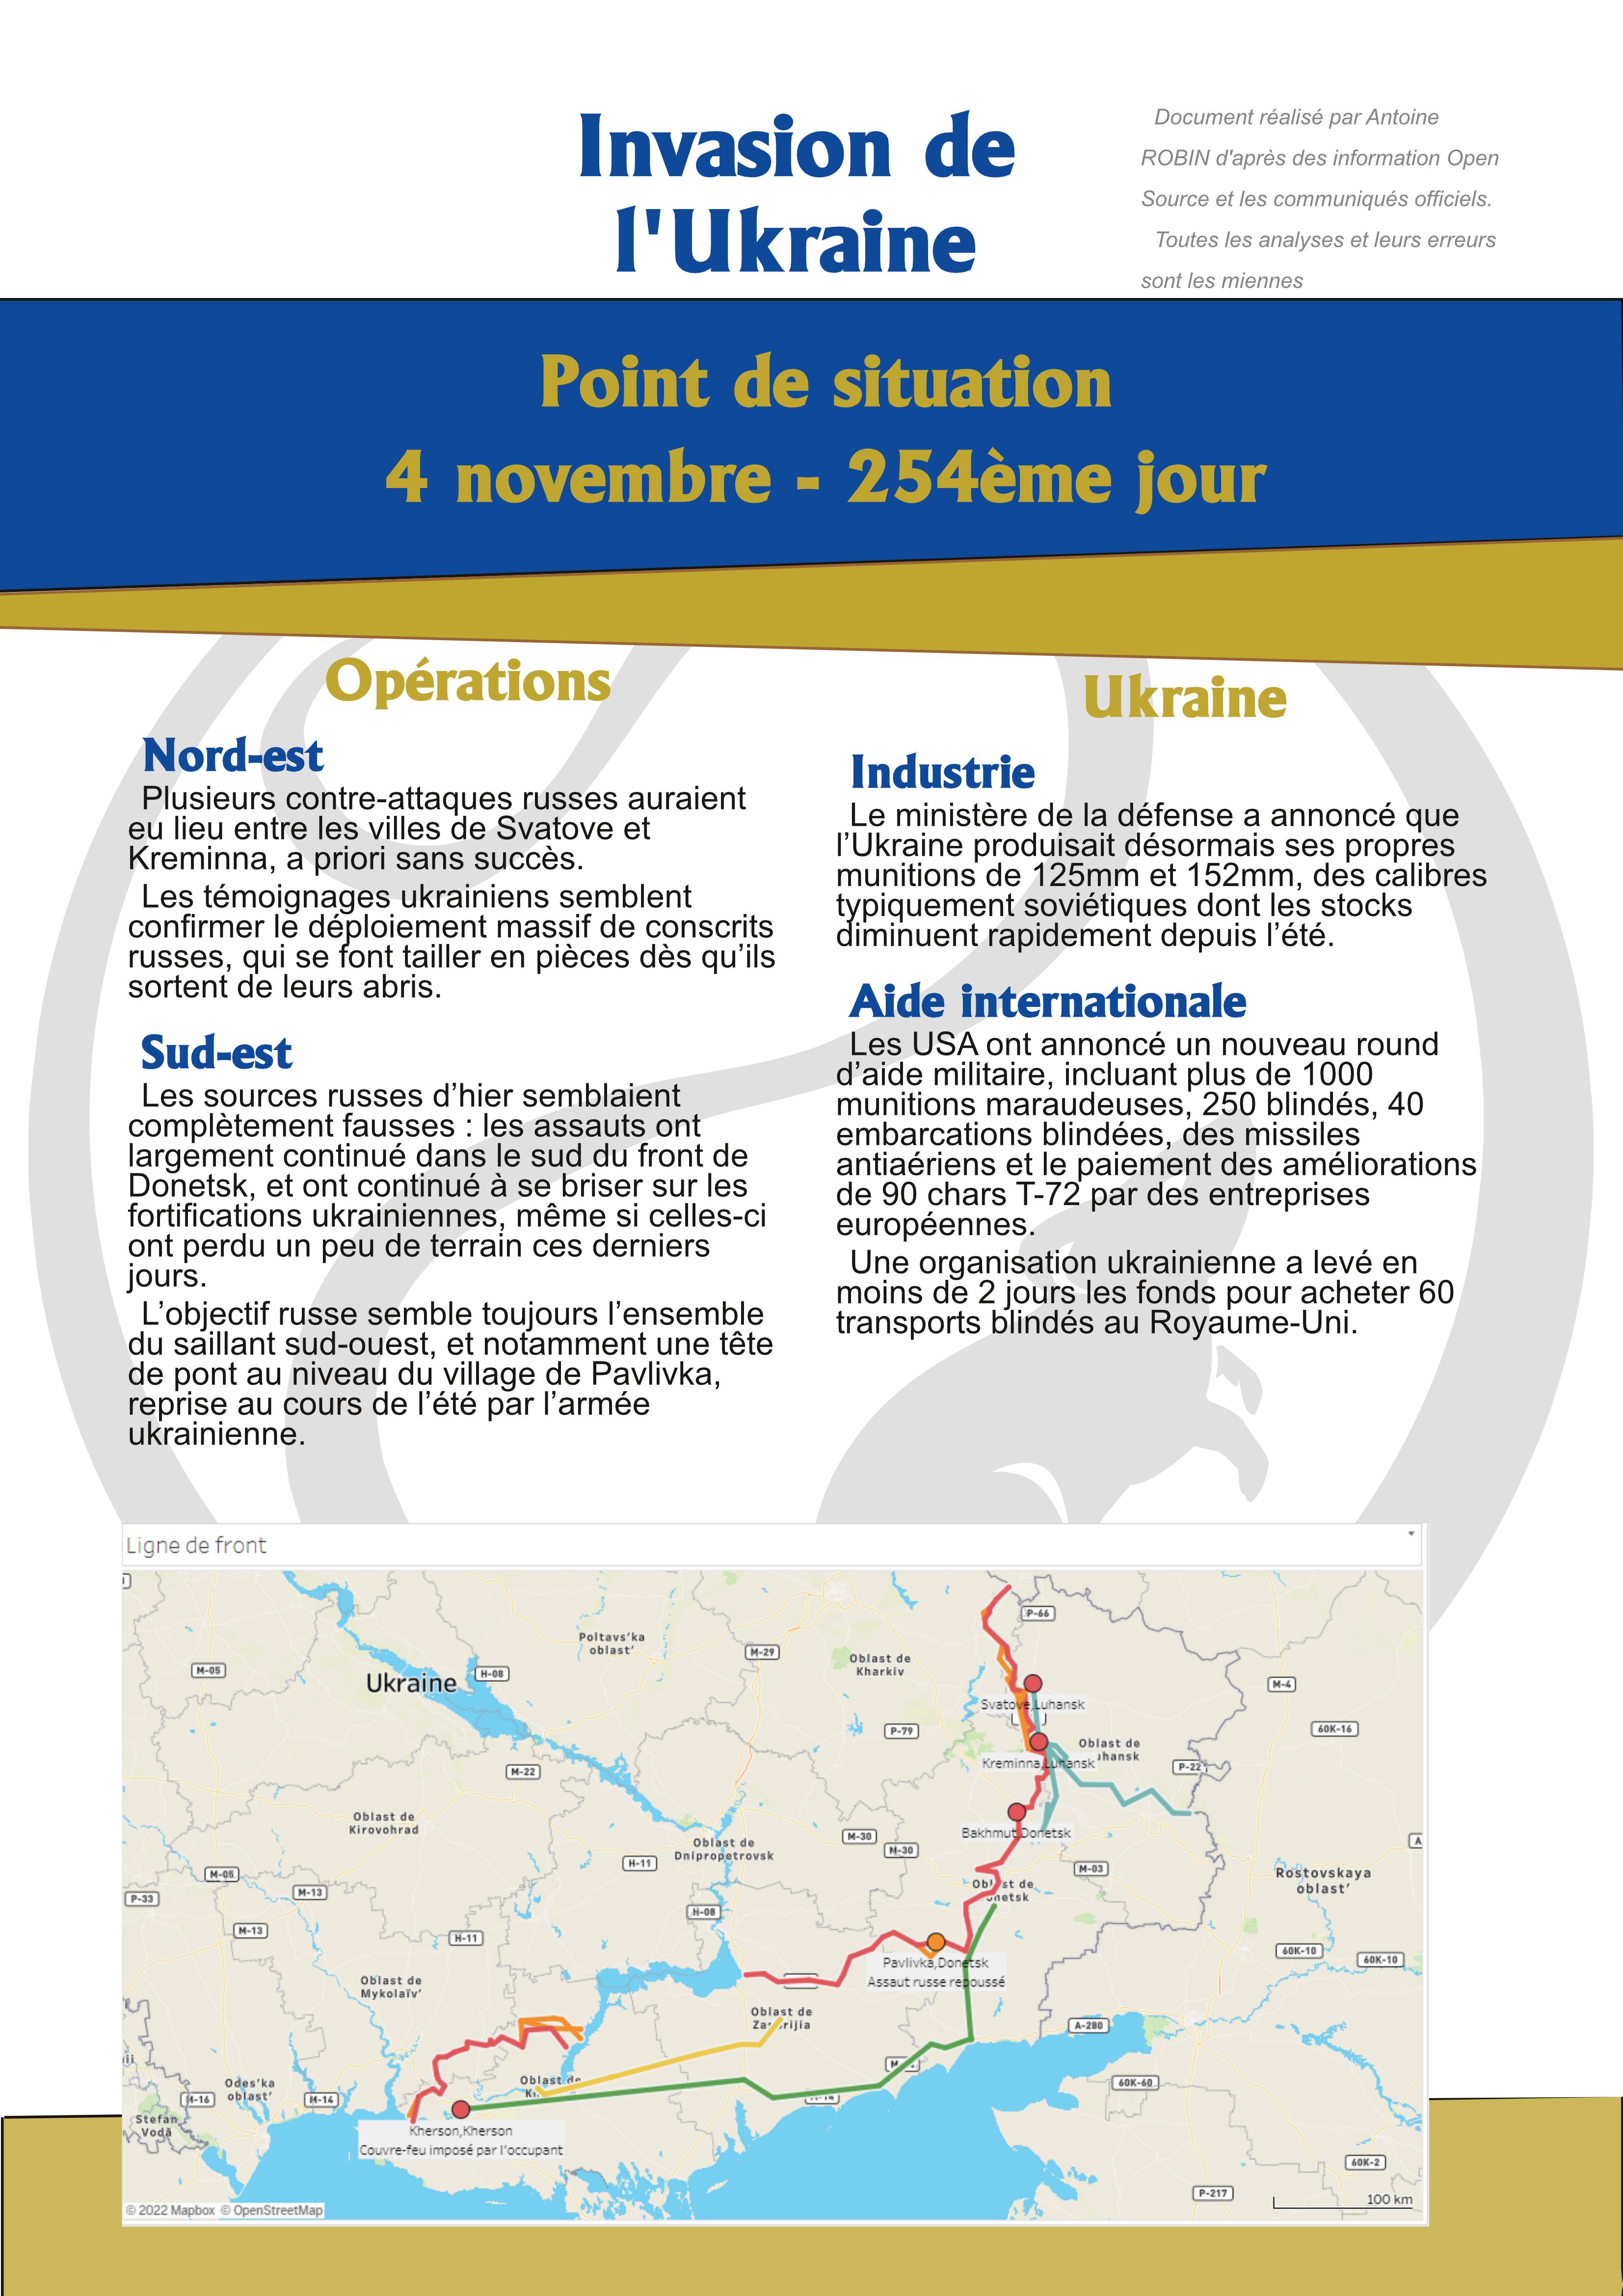 Invasion de
l'Ukraine
Document réalisé par Antoine
ROBIN d'après des information Open
Source et les communiqués officiels.
Toutes les analyses et leurs erreurs
sont les miennes
Point de situation
4 novembre - 254ème jour
Opérations
Nord-est
Plusieurs contre-attaques russes auraient
eu lieu entre les villes de Svatove et
Kreminna, a priori sans succès.
Les témoignages ukrainiens semblent
confirmer le déploiement massif de conscrits
russes, qui se font tailler en pièces dès qu’ils
sortent de leurs abris.
Sud-est
Les sources russes d’hier semblaient
complètement fausses : les assauts ont
largement continué dans le sud du front de
Donetsk, et ont continué à se briser sur les
fortifications ukrainiennes, même si celles-ci
ont perdu un peu de terrain ces derniers
jours.
L’objectif russe semble toujours l’ensemble
du saillant sud-ouest, et notamment une tête
de pont au niveau du village de Pavlivka,
reprise au cours de l’été par l’armée
ukrainienne.
Ukraine
Industrie
Le ministère de la défense a annoncé que
l’Ukraine produisait désormais ses propres
munitions de 125mm et 152mm, des calibres
typiquement soviétiques dont les stocks
diminuent rapidement depuis l’été.
Aide internationale
Les USA ont annoncé un nouveau round
d’aide militaire, incluant plus de 1000
munitions maraudeuses, 250 blindés, 40
embarcations blindées, des missiles
antiaériens et le paiement des améliorations
de 90 chars T-72 par des entreprises
européennes.
Une organisation ukrainienne a levé en
moins de 2 jours les fonds pour acheter 60
transports blindés au Royaume-Uni.
Ligne de front
P-66
Poltavs’ka
oblast’
M-29
Oblast de
Kharkiv
M-05
Ukraine
H-08
M-4
Svatove,Luhansk
P-79
60K-16
Oblast de
Kreminna,Luhansk
P-22
M-22
Oblast de
Kirovohrad
Bakhmut,Donetsk
M-30
Oblast de
Dnipropetrovsk
M-30
A
H-11
M-03
M-05
Rostovskaya
oblast’
M-13
P-33
Oblast de
H-08
M-13
H-11
Pavlivka,Donetsk
Assaut russe repoussé
60K-10
60K-10
Oblast de
Mykolaïv’
Oblast de
A-280
Odes’ka
oblast’
M-16
M-14
Oblast de
60K-60
Stefan
Vodă
Kherson,Kherson
Couvre-feu imposé par l’occupant
60K-2
P-217
100 km
© 2022 Mapbox © OpenStreetMap